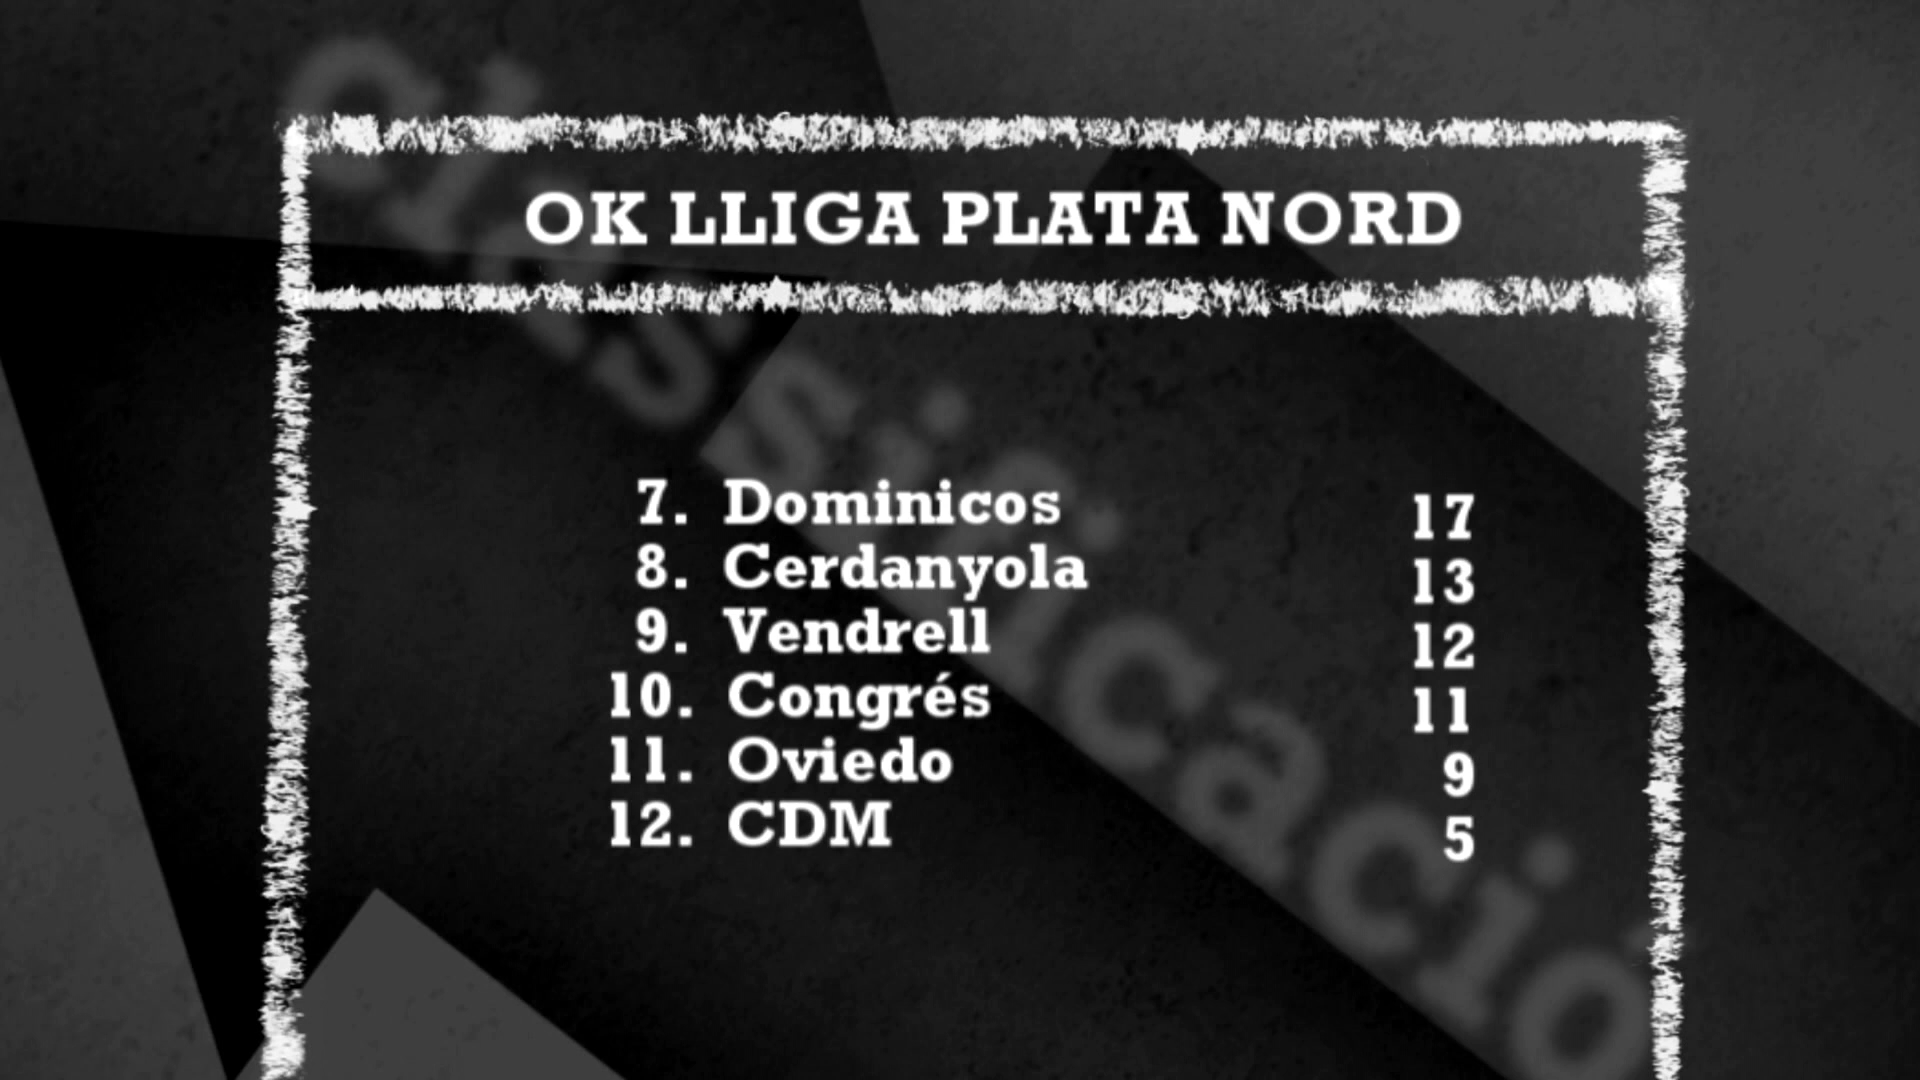 Classificació
OK LLIGA PLATA NORD
7. Dominicos 17
8. Cerdanyola 13
9. Vendrell 12
10. Congrés 11
11. Oviedo 9
12. CDM 5